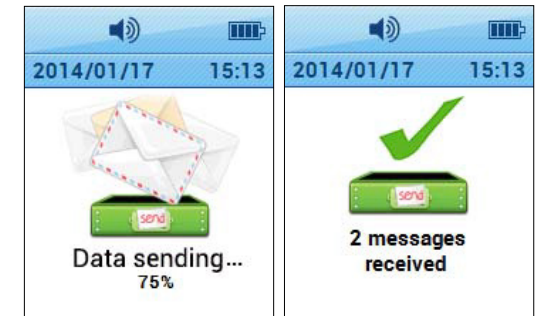 2014/01/17 15:13
send
Data sending...
75%
2014/01/17 15:13
send
2 messages
received